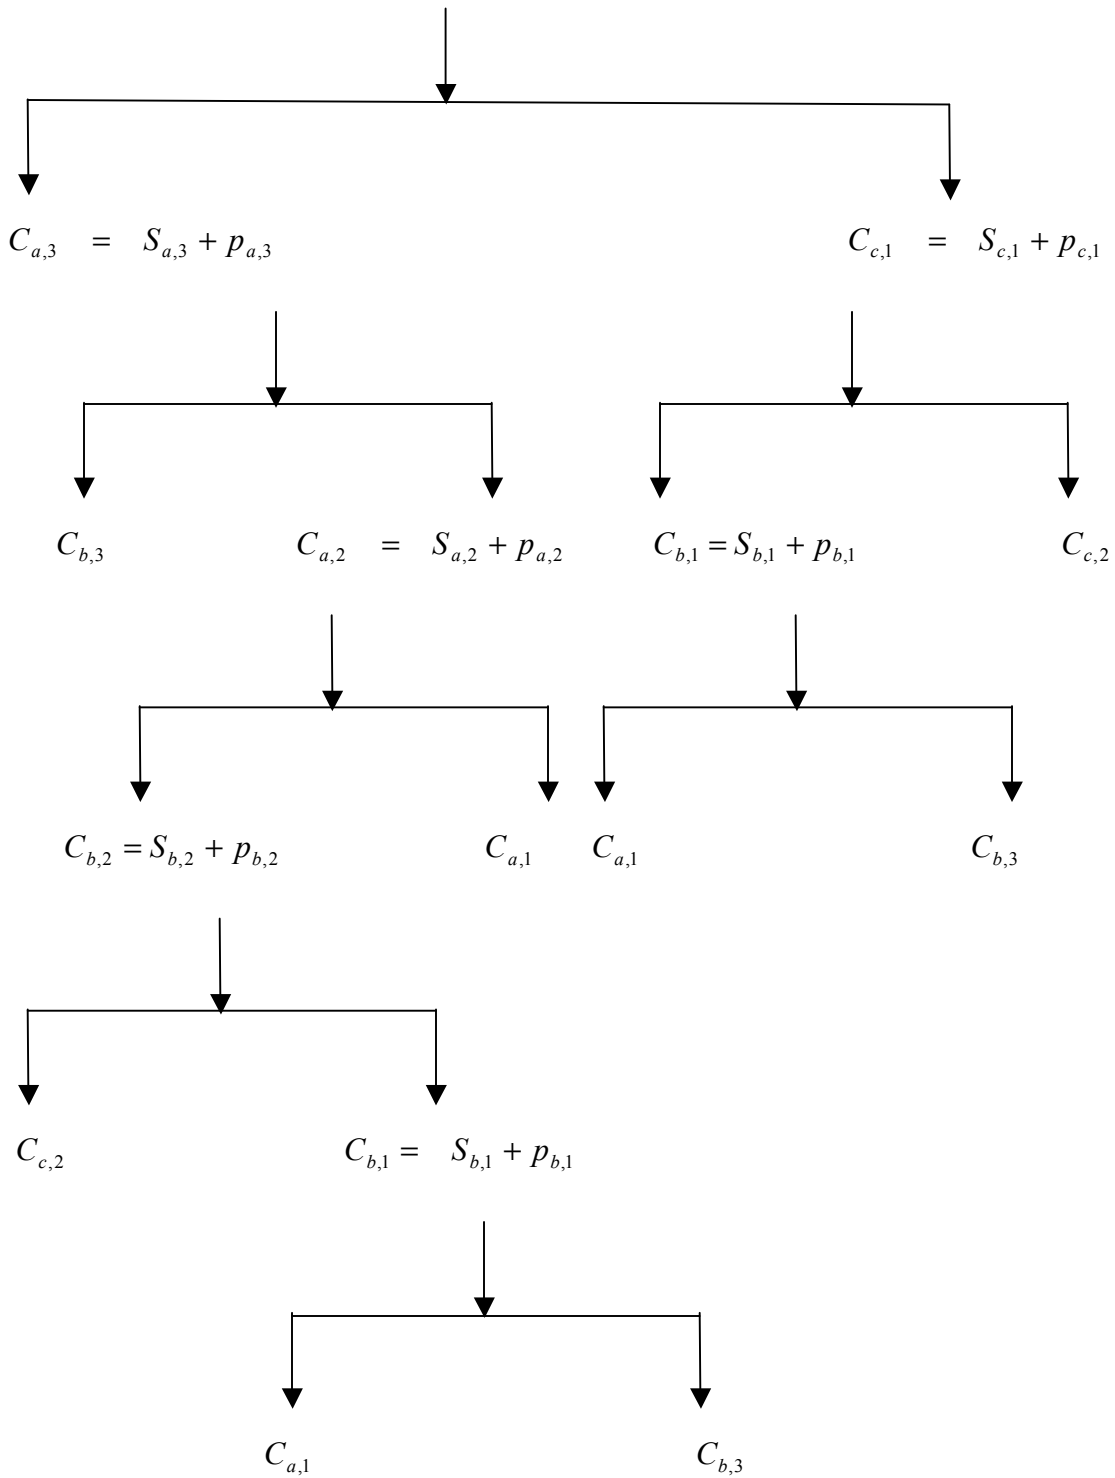 C_{a,3} = S_{a,3} + p_{a,3} C_{c,1} = S_{c,1} + p_{c,1}
C_{b,3} C_{a,2} = S_{a,2} + p_{a,2} C_{b,1} = S_{b,1} + p_{b,1} C_{c,2}
C_{b,2} = S_{b,2} + p_{b,2} C_{a,1} C_{a,1} C_{b,3}
C_{c,2} C_{b,1} = S_{b,1} + p_{b,1}
C_{a,1} C_{b,3}